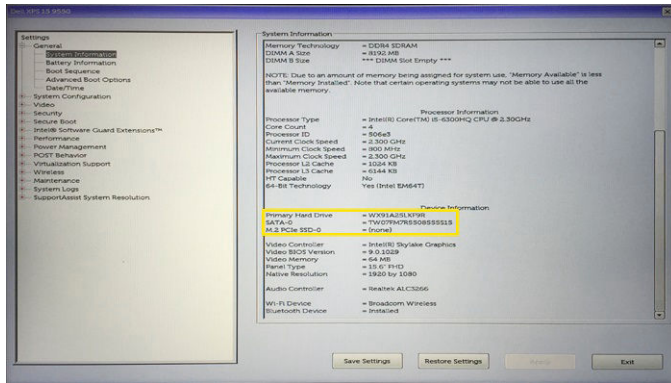 Dell XPS 15 9550
Settings
General
System Information
Battery Information
Boot Sequence
Advanced Boot Options
Date/Time
System Configuration
Video
Security
Secure Boot
Intel® Software Guard Extensions™
Performance
Power Management
POST Behavior
Virtualization Support
Wireless
Maintenance
System Logs
SupportAssist System Resolution
System Information
Memory Technology = DDR4 SDRAM
DIMM A Size = 8192 MB
DIMM B Size *** DIMM Slot Empty ***
NOTE: Due to an amount of memory being assigned for system use, "Memory Available" is less
than "Memory Installed". Note that certain operating systems may not be able to use all the
available memory.
Processor Information
Processor Type = Intel(R) Core(TM) i5-6300HQ CPU @ 2.30GHz
Core Count = 4
Processor ID = 506e3
Current Clock Speed = 2.300 GHz
Minimum Clock Speed = 800 MHz
Maximum Clock Speed = 2.300 GHz
Processor L2 Cache = 1024 KB
Processor L3 Cache = 6144 KB
HT Capable No
64-Bit Technology Yes (Intel EM64T)
Device Information
Primary Hard Drive
SATA-0
M.2 PCIe SSD-0 = (none)
Video Controller = Intel(R) Skylake Graphics
Video BIOS Version = 9.0.1029
Video Memory = 64 MB
Panel Type = 15.6" FHD
Native Resolution = 1920 by 1080
Audio Controller = Realtek ALC3266
Wi-Fi Device = Broadcom Wireless
Bluetooth Device = Installed
Save Settings
Restore Settings
Apply
Exit